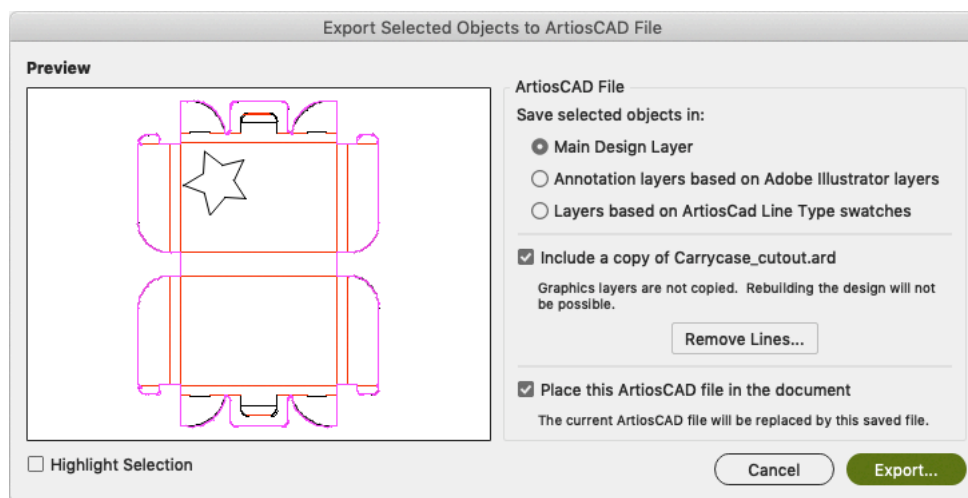 Export Selected Objects to ArtiosCAD File
Preview
ArtiosCAD File
Save selected objects in:
Main Design Layer
Annotation layers based on Adobe Illustrator layers
Layers based on ArtiosCad Line Type swatches
Include a copy of Carrycase_cutout.ard
Graphics layers are not copied. Rebuilding the design will not
be possible.
Remove Lines...
Place this ArtiosCAD file in the document
The current ArtiosCAD file will be replaced by this saved file.
Highlight Selection
Cancel
Export...